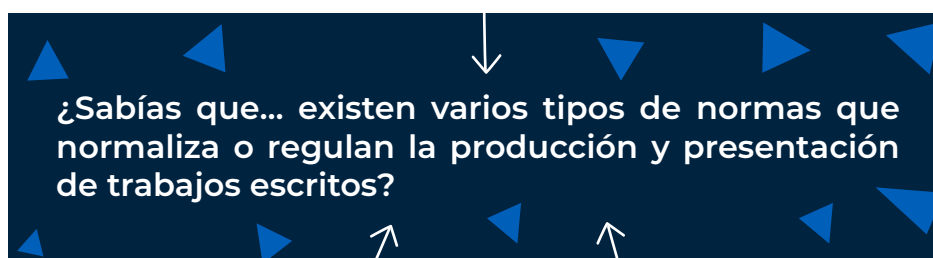 ¿Sabías que... existen varios tipos de normas que
normaliza o regulan la producción y presentación
de trabajos escritos?